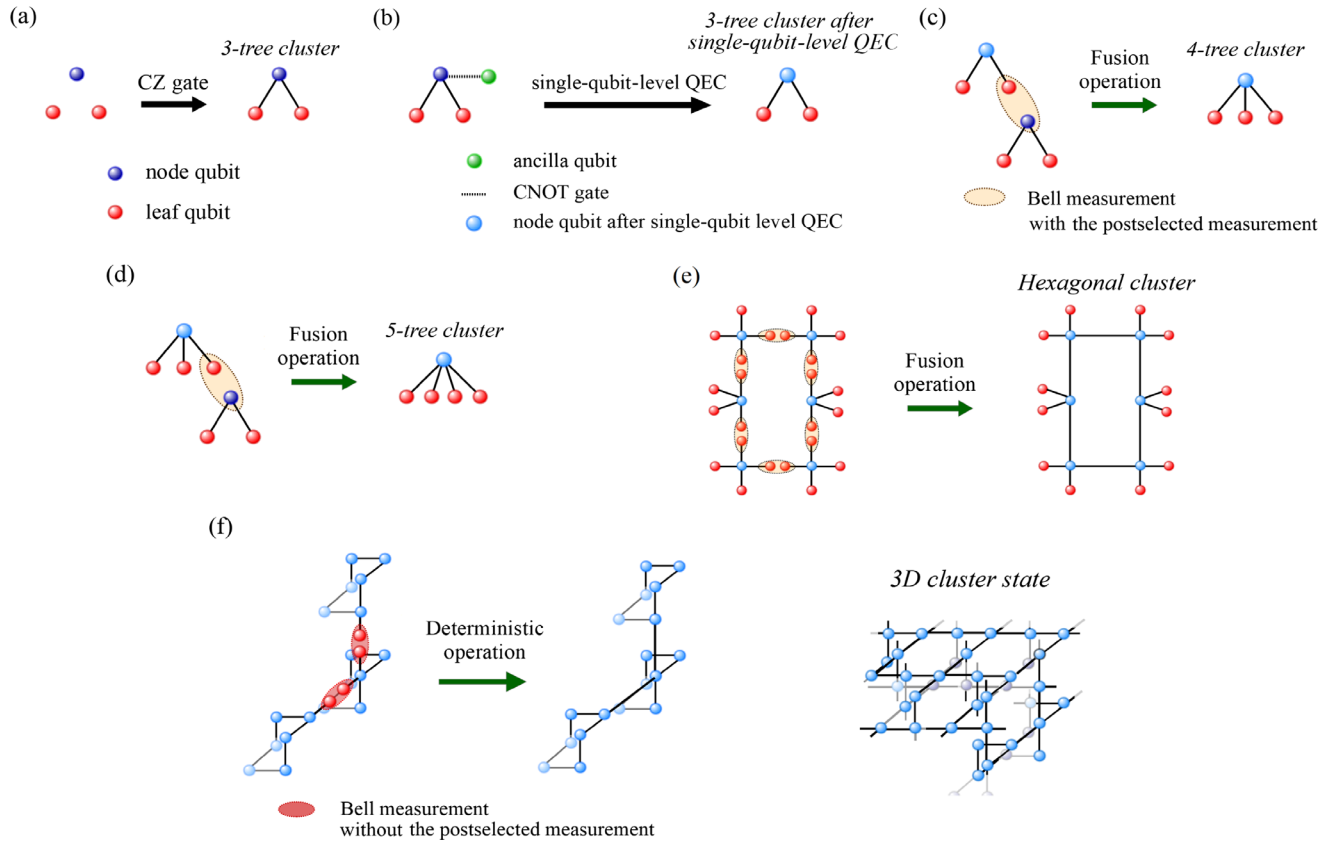 (a)
CZ gate
3-tree cluster
node qubit
leaf qubit
(b)
single-qubit-level QEC
3-tree cluster after
single-qubit-level QEC
ancilla qubit
CNOT gate
node qubit after single-qubit level QEC
(c)
Fusion
operation
4-tree cluster
Bell measurement
with the postselected measurement
(d)
Fusion
operation
5-tree cluster
(e)
Fusion
operation
Hexagonal cluster
(f)
Deterministic
operation
3D cluster state
Bell measurement
without the postselected measurement